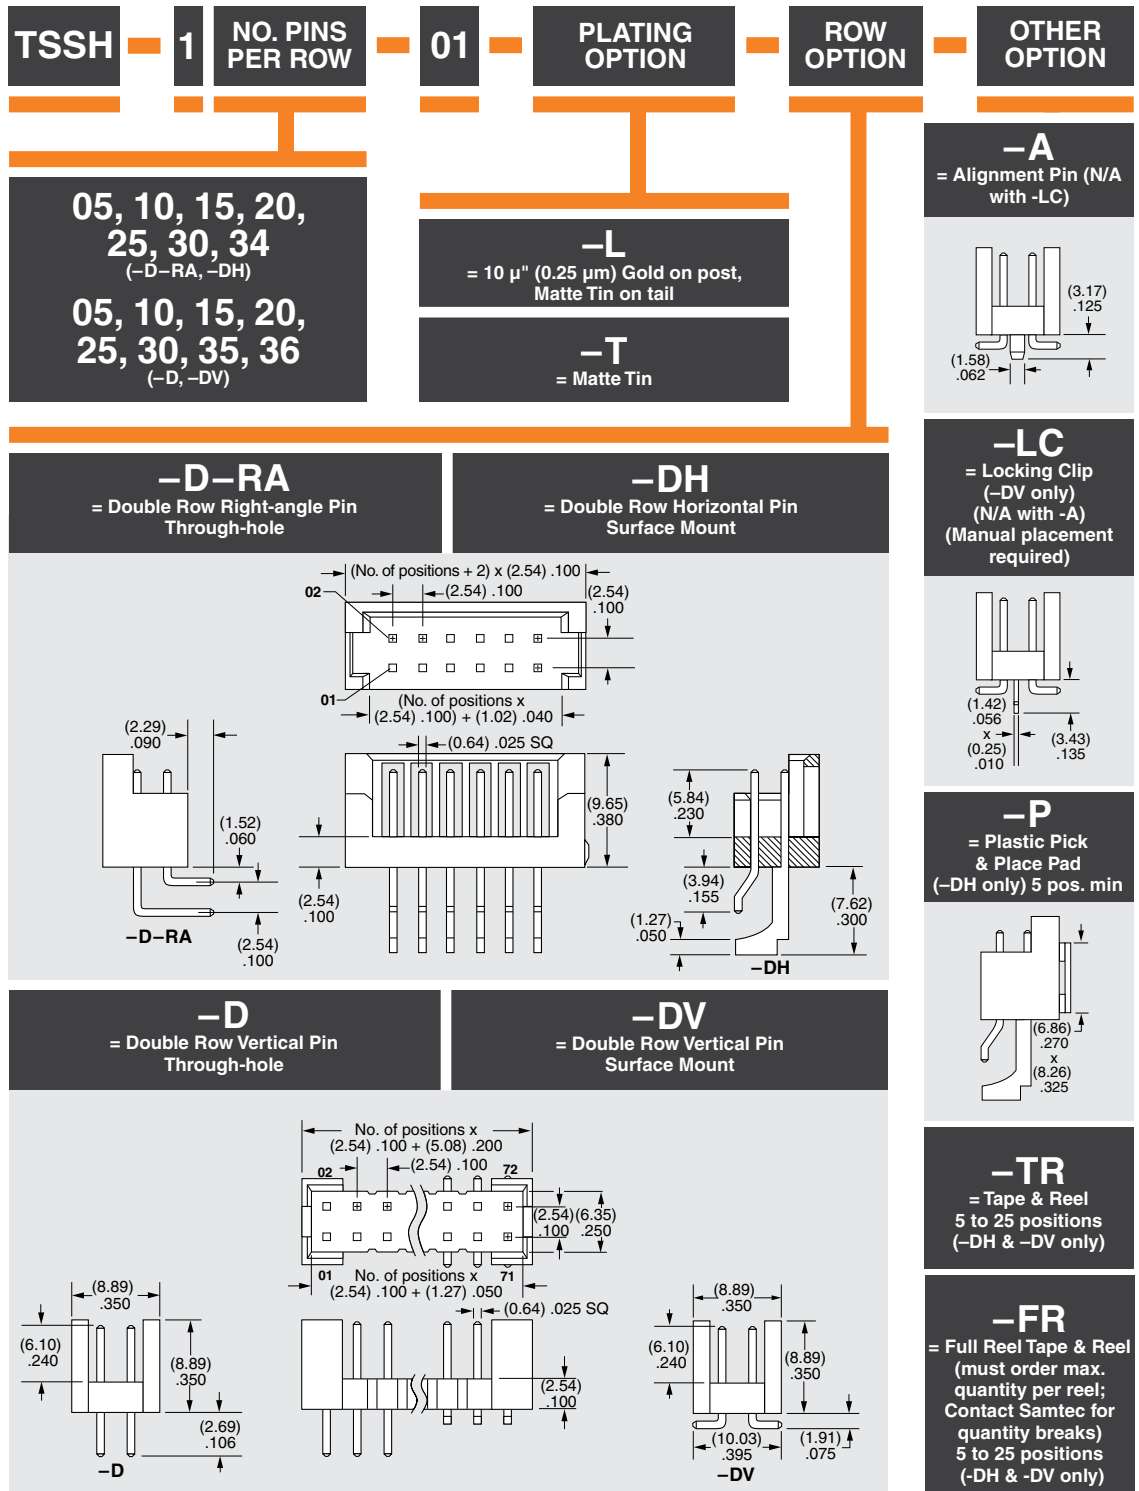 TSSH – 1 NO. PINS PER ROW – 01 – PLATING OPTION – ROW OPTION – OTHER OPTION
05, 10, 15, 20,
25, 30, 34
(–D–RA, –DH)
05, 10, 15, 20,
25, 30, 35, 36
(–D, –DV)
–L
= 10 µ" (0.25 µm) Gold on post,
Matte Tin on tail
–T
= Matte Tin
–A
= Alignment Pin (N/A
with -LC)
(3.17)
.125
(1.58)
.062
–LC
= Locking Clip
(–DV only)
(N/A with -A)
(Manual placement
required)
(1.42)
.056
x
(0.25)
.010
(3.43)
.135
–P
= Plastic Pick
& Place Pad
(–DH only) 5 pos. min
(6.86)
.270
x
(8.26)
.325
–TR
= Tape & Reel
5 to 25 positions
(–DH & –DV only)
–FR
= Full Reel Tape & Reel
(must order max.
quantity per reel;
Contact Samtec for
quantity breaks)
5 to 25 positions
(-DH & -DV only)
–D–RA
= Double Row Right-angle Pin
Through-hole
–DH
= Double Row Horizontal Pin
Surface Mount
(No. of positions + 2) x (2.54) .100
02
(2.54) .100
(2.54)
.100
01
(No. of positions x
(2.54) .100) + (1.02) .040
(2.29)
.090
(1.52)
.060
(2.54)
.100
–D–RA
(0.64) .025 SQ
(9.65)
.380
(2.54)
.100
(5.84)
.230
(3.94)
.155
(1.27)
.050
(7.62)
.300
–DH
–D
= Double Row Vertical Pin
Through-hole
–DV
= Double Row Vertical Pin
Surface Mount
No. of positions x
(2.54) .100 + (5.08) .200
02
(2.54) .100
72
(2.54)
.100
(6.35)
.250
01
No. of positions x
71
(2.54) .100 + (1.27) .050
(0.64) .025 SQ
(2.54)
.100
(8.89)
.350
(6.10)
.240
(8.89)
.350
(2.69)
.106
–D
(8.89)
.350
(6.10)
.240
(8.89)
.350
(10.03)
.395
(1.91)
.075
–DV